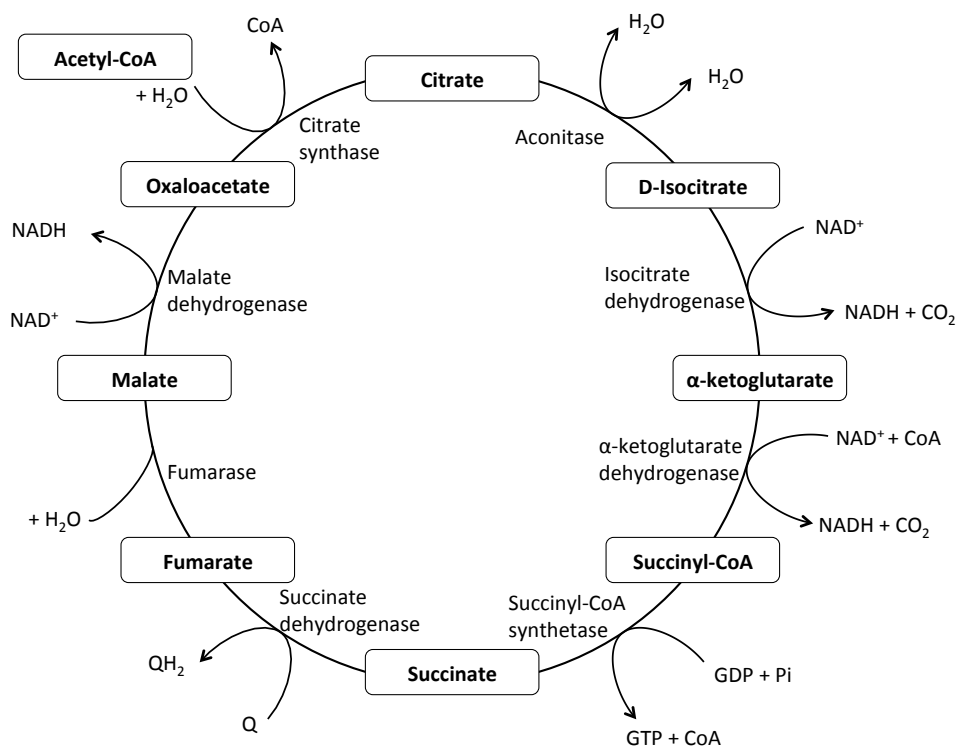 CoA
H₂O
Acetyl-CoA
Citrate
H₂O
+ H₂O
Citrate
synthase
Aconitase
Oxaloacetate
D-Isocitrate
NADH
NAD⁺
Malate
dehydrogenase
Isocitrate
dehydrogenase
NAD⁺
NADH + CO₂
Malate
α-ketoglutarate
NAD⁺ + CoA
α-ketoglutarate
dehydrogenase
Fumarase
+ H₂O
NADH + CO₂
Fumarate
Succinyl-CoA
Succinate
dehydrogenase
Succinyl-CoA
synthetase
QH₂
Succinate
GDP + Pi
Q
GTP + CoA